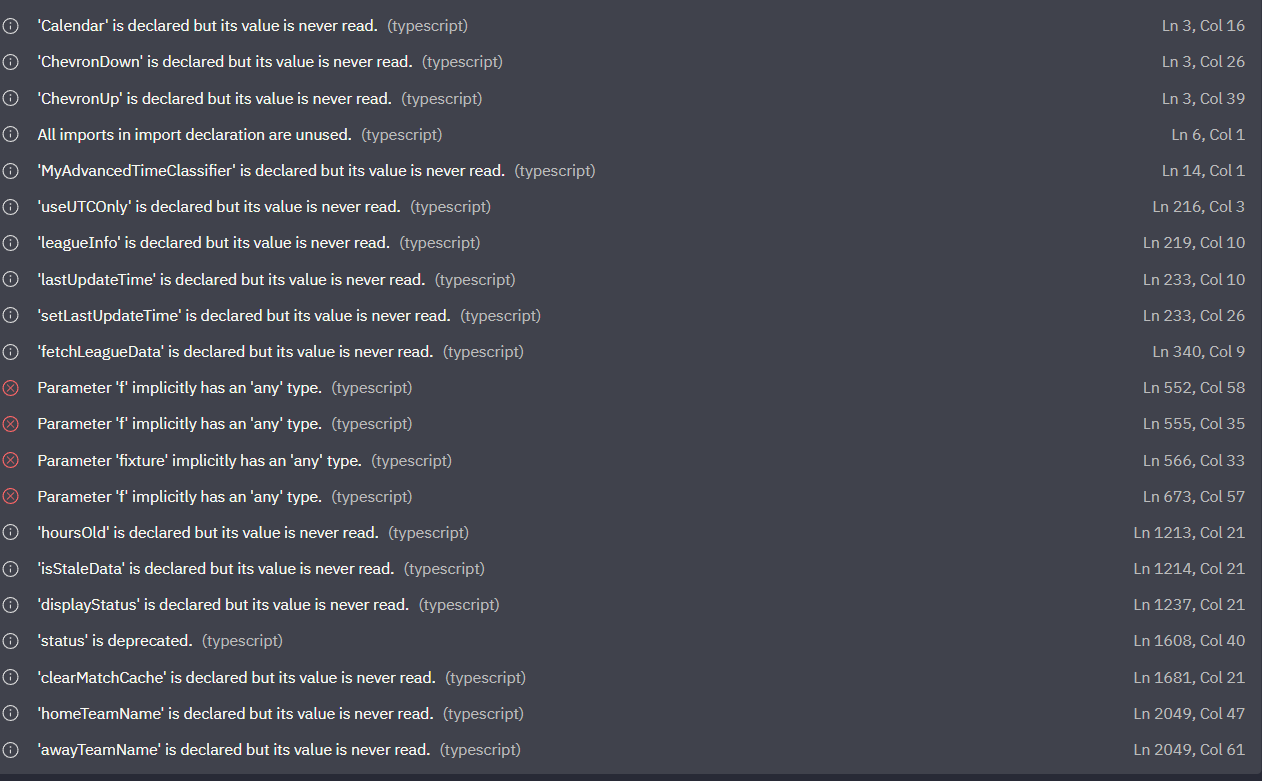 'Calendar' is declared but its value is never read. (typescript) Ln 3, Col 16
'ChevronDown' is declared but its value is never read. (typescript) Ln 3, Col 26
'ChevronUp' is declared but its value is never read. (typescript) Ln 3, Col 39
All imports in import declaration are unused. (typescript) Ln 6, Col 1
'MyAdvancedTimeClassifier' is declared but its value is never read. (typescript) Ln 14, Col 1
'useUTCOnly' is declared but its value is never read. (typescript) Ln 216, Col 3
'leagueInfo' is declared but its value is never read. (typescript) Ln 219, Col 10
'lastUpdateTime' is declared but its value is never read. (typescript) Ln 233, Col 10
'setLastUpdateTime' is declared but its value is never read. (typescript) Ln 233, Col 26
'fetchLeagueData' is declared but its value is never read. (typescript) Ln 340, Col 9
Parameter 'f' implicitly has an 'any' type. (typescript) Ln 552, Col 58
Parameter 'f' implicitly has an 'any' type. (typescript) Ln 555, Col 35
Parameter 'fixture' implicitly has an 'any' type. (typescript) Ln 566, Col 33
Parameter 'f' implicitly has an 'any' type. (typescript) Ln 673, Col 57
'hoursOld' is declared but its value is never read. (typescript) Ln 1213, Col 21
'isStaleData' is declared but its value is never read. (typescript) Ln 1214, Col 21
'displayStatus' is declared but its value is never read. (typescript) Ln 1237, Col 21
'status' is deprecated. (typescript) Ln 1608, Col 40
'clearMatchCache' is declared but its value is never read. (typescript) Ln 1681, Col 21
'homeTeamName' is declared but its value is never read. (typescript) Ln 2049, Col 47
'awayTeamName' is declared but its value is never read. (typescript) Ln 2049, Col 61